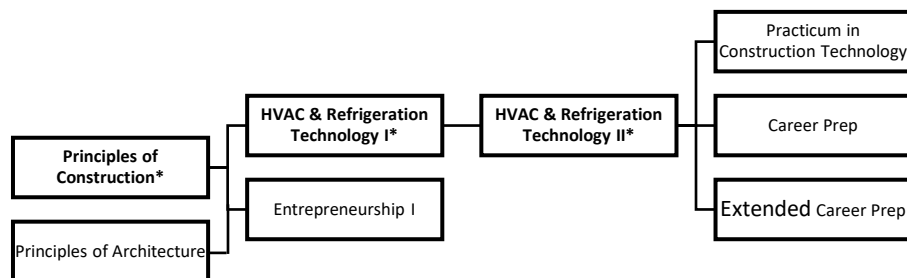 Principles of
Construction*
Principles of Architecture
HVAC & Refrigeration
Technology I*
Entrepreneurship I
HVAC & Refrigeration
Technology II*
Practicum in
Construction Technology
Career Prep
Extended Career Prep